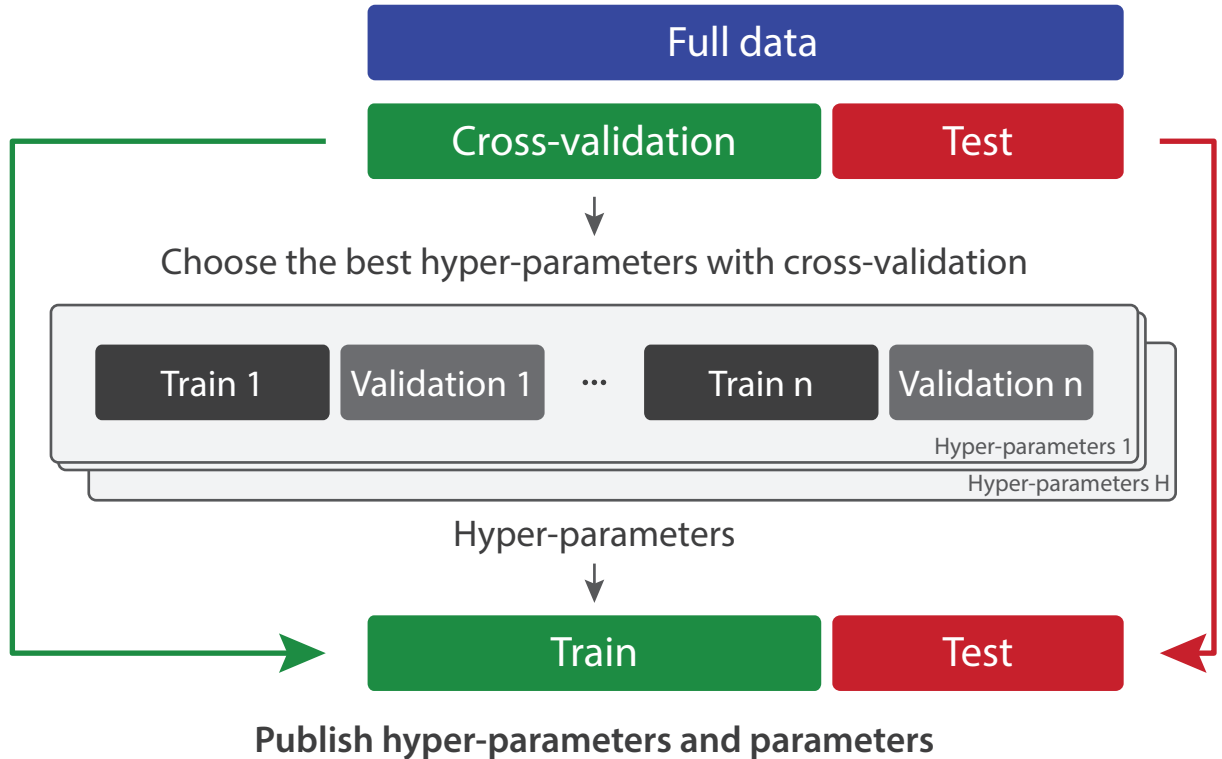 Full data
Cross-validation
Test
Choose the best hyper-parameters with cross-validation
Train 1
Validation 1
...
Train n
Validation n
Hyper-parameters 1
Hyper-parameters H
Hyper-parameters
Train
Test
Publish hyper-parameters and parameters